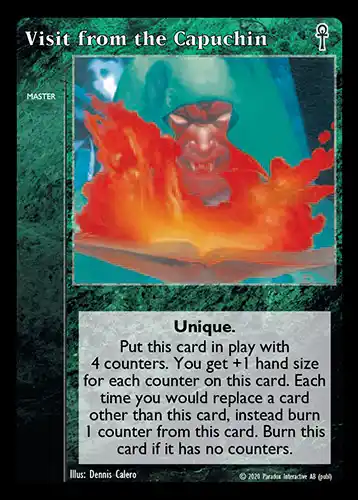 Visit from the Capuchin
MASTER
Unique.
Put this card in play with
4 counters. You get +1 hand size
for each counter on this card. Each
time you would replace a card
other than this card, instead burn
1 counter from this card. Burn this
card if it has no counters.
Illus: Dennis Calero
© 2020 Paradox Interactive AB (publ)